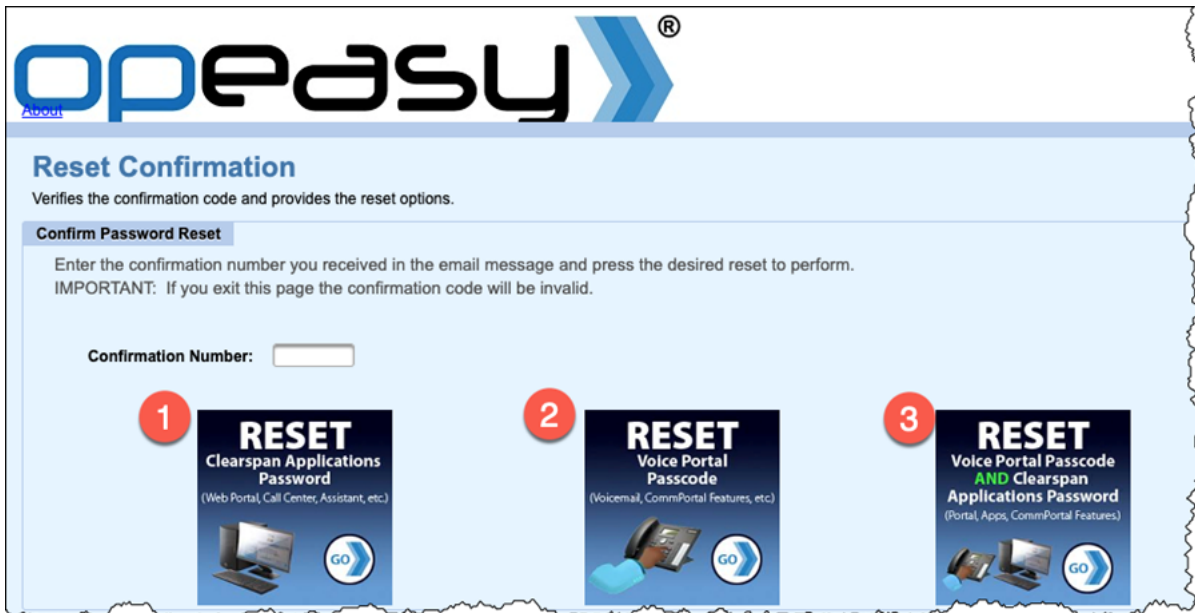 opeasy®
About
Reset Confirmation
Verifies the confirmation code and provides the reset options.
Confirm Password Reset
Enter the confirmation number you received in the email message and press the desired reset to perform.
IMPORTANT: If you exit this page the confirmation code will be invalid.
Confirmation Number:
1
RESET
Clearspan Applications
Password
(Web Portal, Call Center, Assistant, etc.)
GO
2
RESET
Voice Portal
Passcode
(Voicemail, CommPortal Features, etc.)
GO
3
RESET
Voice Portal Passcode
AND Clearspan
Applications Password
(Portal, Apps, CommPortal Features.)
GO